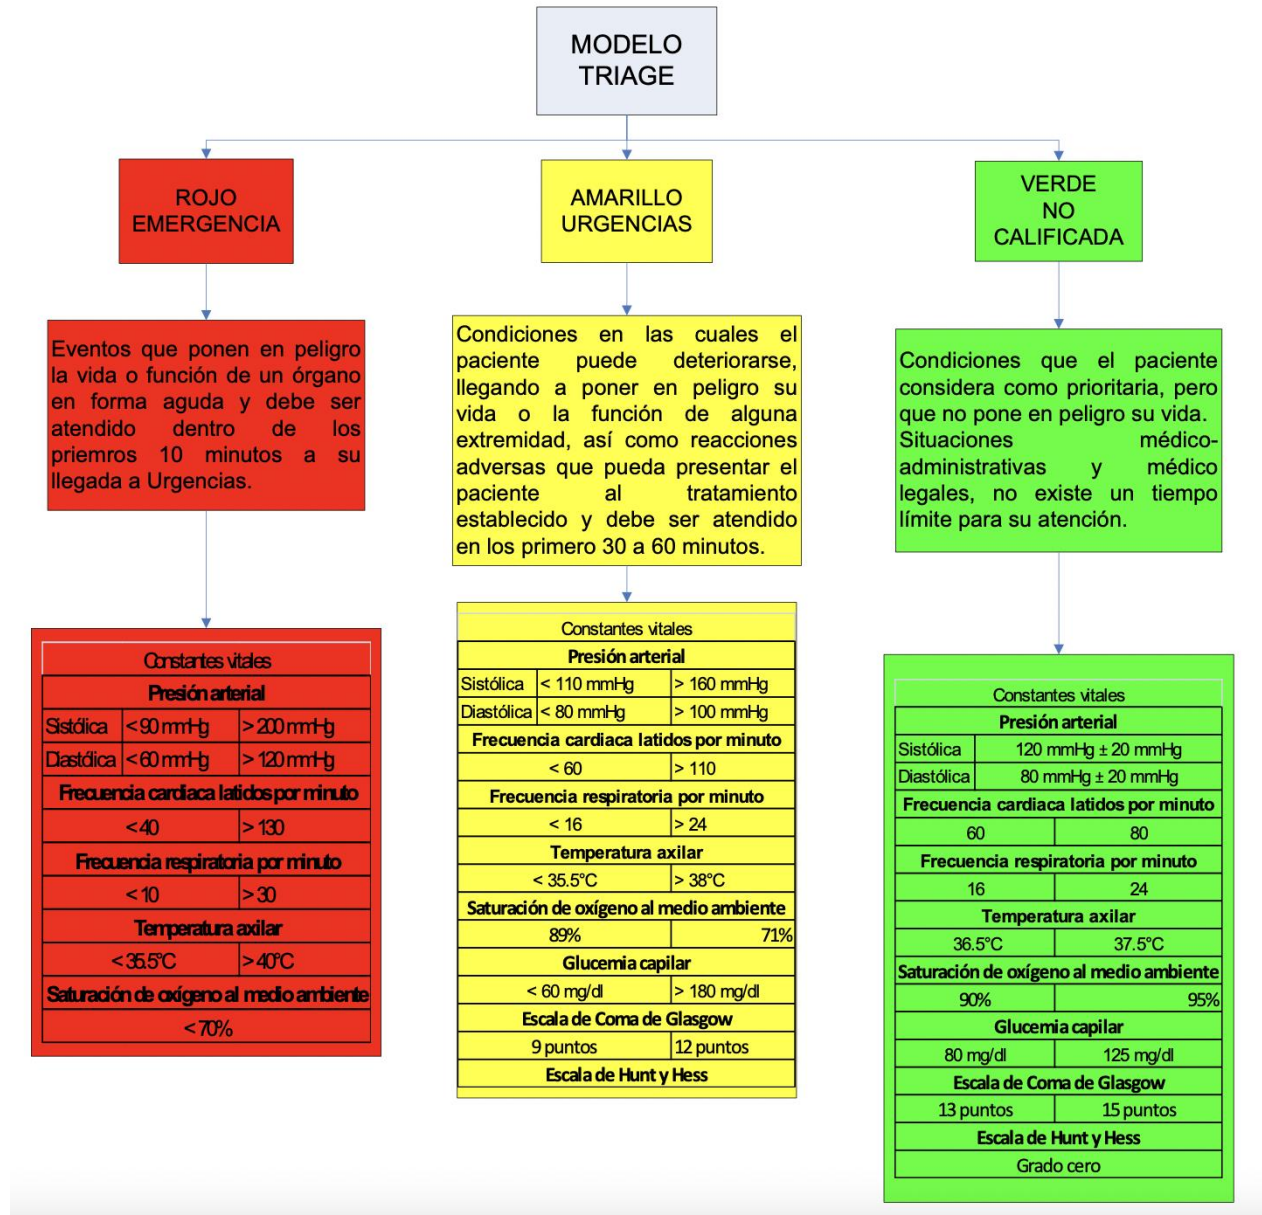 MODELO
TRIAGE
ROJO
EMERGENCIA
AMARILLO
URGENCIAS
VERDE
NO
CALIFICADA
Eventos que ponen en peligro
la vida o función de un órgano
en forma aguda y debe ser
atendido dentro de los
priemros 10 minutos a su
llegada a Urgencias.
Condiciones en las cuales el
paciente puede deteriorarse,
llegando a poner en peligro su
vida o la función de alguna
extremidad, así como reacciones
adversas que pueda presentar el
paciente al tratamiento
establecido y debe ser atendido
en los primero 30 a 60 minutos.
Condiciones que el paciente
considera como prioritaria, pero
que no pone en peligro su vida.
Situaciones médico-
administrativas y médico
legales, no existe un tiempo
límite para su atención.
Constantes vitales
Presión arterial
Sistólica < 90 mmHg > 200 mmHg
Diastólica < 60 mmHg > 120 mmHg
Frecuencia cardiaca latidos por minuto
< 40 > 130
Frecuencia respiratoria por minuto
< 10 > 30
Temperatura axilar
< 35.5°C > 40°C
Saturación de oxígeno al medio ambiente
< 70%
Constantes vitales
Presión arterial
Sistólica < 110 mmHg > 160 mmHg
Diastólica < 80 mmHg > 100 mmHg
Frecuencia cardiaca latidos por minuto
< 60 > 110
Frecuencia respiratoria por minuto
< 16 > 24
Temperatura axilar
< 35.5°C > 38°C
Saturación de oxígeno al medio ambiente
89% 71%
Glucemia capilar
< 60 mg/dl > 180 mg/dl
Escala de Coma de Glasgow
9 puntos 12 puntos
Escala de Hunt y Hess
Constantes vitales
Presión arterial
Sistólica 120 mmHg ± 20 mmHg
Diastólica 80 mmHg ± 20 mmHg
Frecuencia cardiaca latidos por minuto
60 80
Frecuencia respiratoria por minuto
16 24
Temperatura axilar
36.5°C 37.5°C
Saturación de oxígeno al medio ambiente
90% 95%
Glucemia capilar
80 mg/dl 125 mg/dl
Escala de Coma de Glasgow
13 puntos 15 puntos
Escala de Hunt y Hess
Grado cero